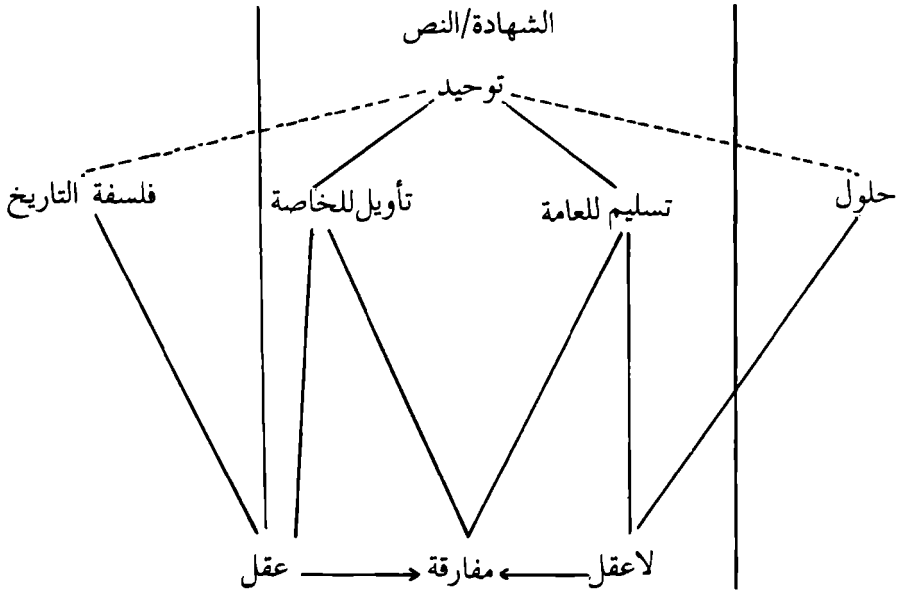 الشهادة/النص
توحيد
حلول
تسليم للعامة
تأويل للخاصة
فلسفة التاريخ
لاعقل
مفارقة
عقل